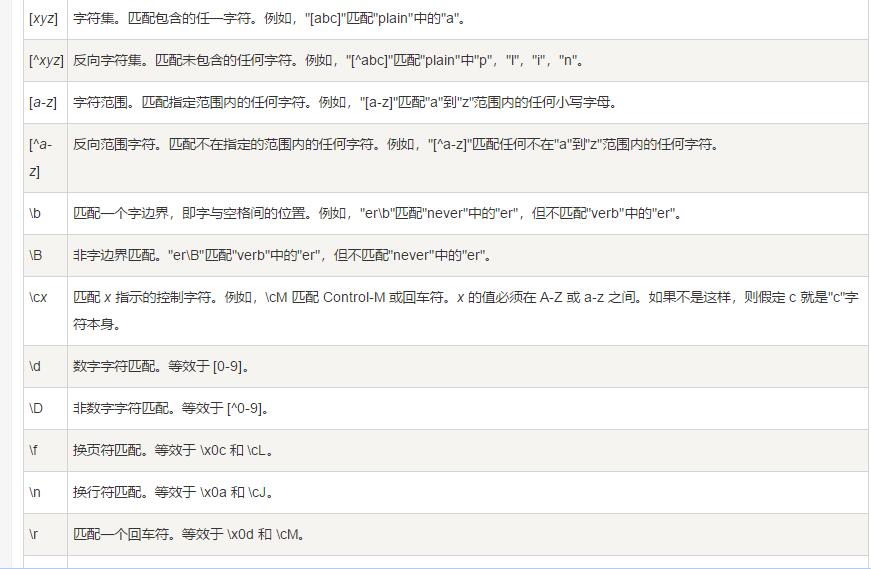 [xyz] 字符集。匹配包含的任一字符。例如，"[abc]"匹配"plain"中的"a"。
[^xyz] 反向字符集。匹配未包含的任何字符。例如，"[^abc]"匹配"plain"中"p"，"l"，"i"，"n"。
[a-z] 字符范围。匹配指定范围内的任何字符。例如，"[a-z]"匹配"a"到"z"范围内的任何小写字母。
[^a- 反向范围字符。匹配不在指定的范围内的任何字符。例如，"[^a-z]"匹配任何不在"a"到"z"范围内的任何字符。
z]
\b 匹配一个字边界，即字与空格间的位置。例如，"er\b"匹配"never"中的"er"，但不匹配"verb"中的"er"。
\B 非字边界匹配。"er\B"匹配"verb"中的"er"，但不匹配"never"中的"er"。
\cx 匹配 x 指示的控制字符。例如，\cM 匹配 Control-M 或回车符。x 的值必须在 A-Z 或 a-z 之间。如果不是这样，则假定 c 就是"c"字
符本身。
\d 数字字符匹配。等效于 [0-9]。
\D 非数字字符匹配。等效于 [^0-9]。
\f 换页符匹配。等效于 \x0c 和 \cL。
\n 换行符匹配。等效于 \x0a 和 \cJ。
\r 匹配一个回车符。等效于 \x0d 和 \cM。